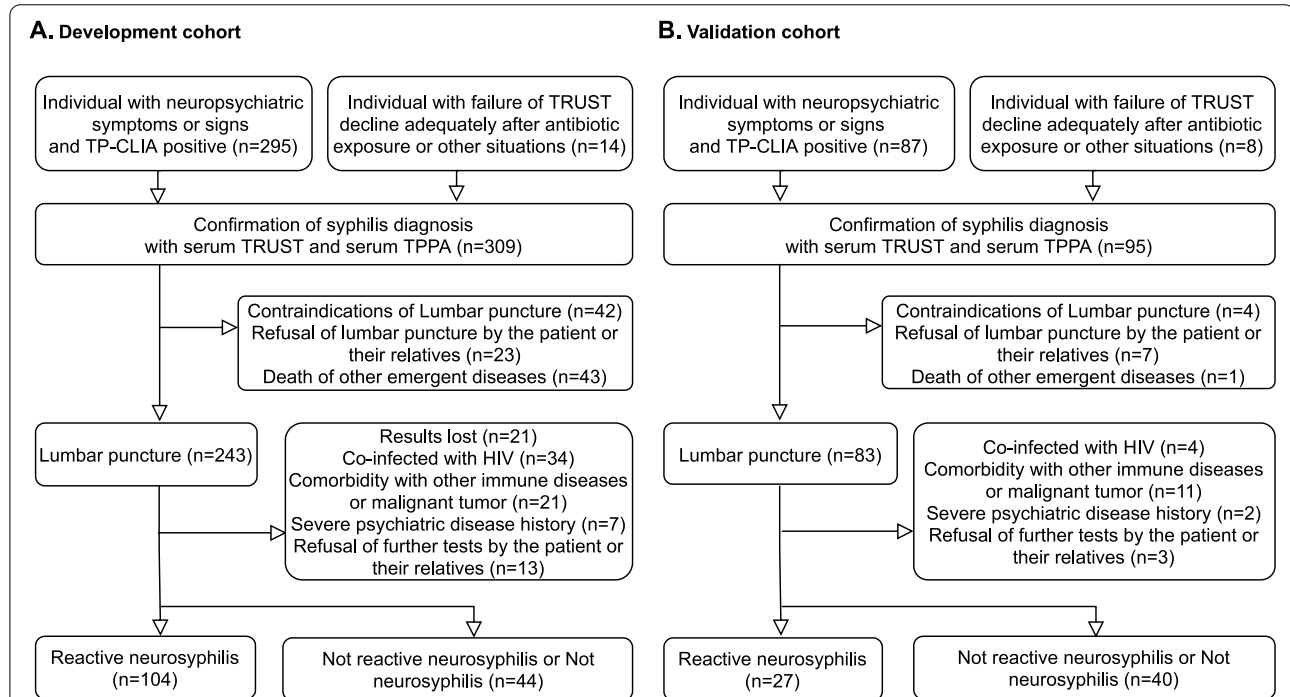 A. Development cohort
Individual with neuropsychiatric
symptoms or signs
and TP-CLIA positive (n=295)
Individual with failure of TRUST
decline adequately after antibiotic
exposure or other situations (n=14)
Confirmation of syphilis diagnosis
with serum TRUST and serum TPPA (n=309)
Contraindications of Lumbar puncture (n=42)
Refusal of lumbar puncture by the patient or
their relatives (n=23)
Death of other emergent diseases (n=43)
Lumbar puncture (n=243)
Results lost (n=21)
Co-infected with HIV (n=34)
Comorbidity with other immune diseases
or malignant tumor (n=21)
Severe psychiatric disease history (n=7)
Refusal of further tests by the patient or
their relatives (n=13)
Reactive neurosyphilis
(n=104)
Not reactive neurosyphilis or Not
neurosyphilis (n=44)
B. Validation cohort
Individual with neuropsychiatric
symptoms or signs
and TP-CLIA positive (n=87)
Individual with failure of TRUST
decline adequately after antibiotic
exposure or other situations (n=8)
Confirmation of syphilis diagnosis
with serum TRUST and serum TPPA (n=95)
Contraindications of Lumbar puncture (n=4)
Refusal of lumbar puncture by the patient or
their relatives (n=7)
Death of other emergent diseases (n=1)
Lumbar puncture (n=83)
Co-infected with HIV (n=4)
Comorbidity with other immune diseases
or malignant tumor (n=11)
Severe psychiatric disease history (n=2)
Refusal of further tests by the patient or
their relatives (n=3)
Reactive neurosyphilis
(n=27)
Not reactive neurosyphilis or Not
neurosyphilis (n=40)